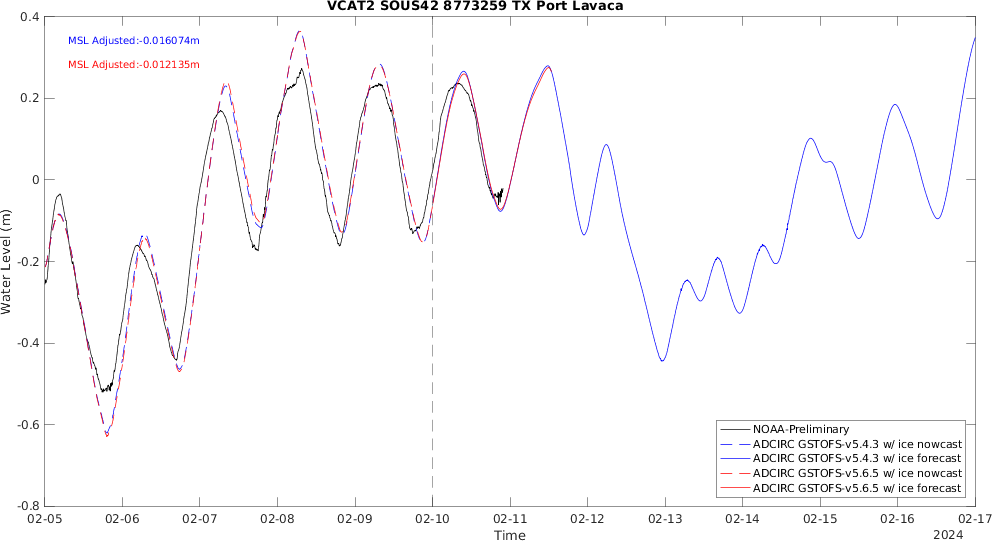 VCAT2 SOUS42 8773259 TX Port Lavaca
MSL Adjusted:-0.016074m
MSL Adjusted:-0.012135m
0.4
0.2
0
-0.2
-0.4
-0.6
-0.8
Water Level (m)
NOAA-Preliminary
ADCIRC GSTOFS-v5.4.3 w/ ice nowcast
ADCIRC GSTOFS-v5.4.3 w/ ice forecast
ADCIRC GSTOFS-v5.6.5 w/ ice nowcast
ADCIRC GSTOFS-v5.6.5 w/ ice forecast
02-05 02-06 02-07 02-08 02-09 02-10 02-11 02-12 02-13 02-14 02-15 02-16 02-17
Time
2024